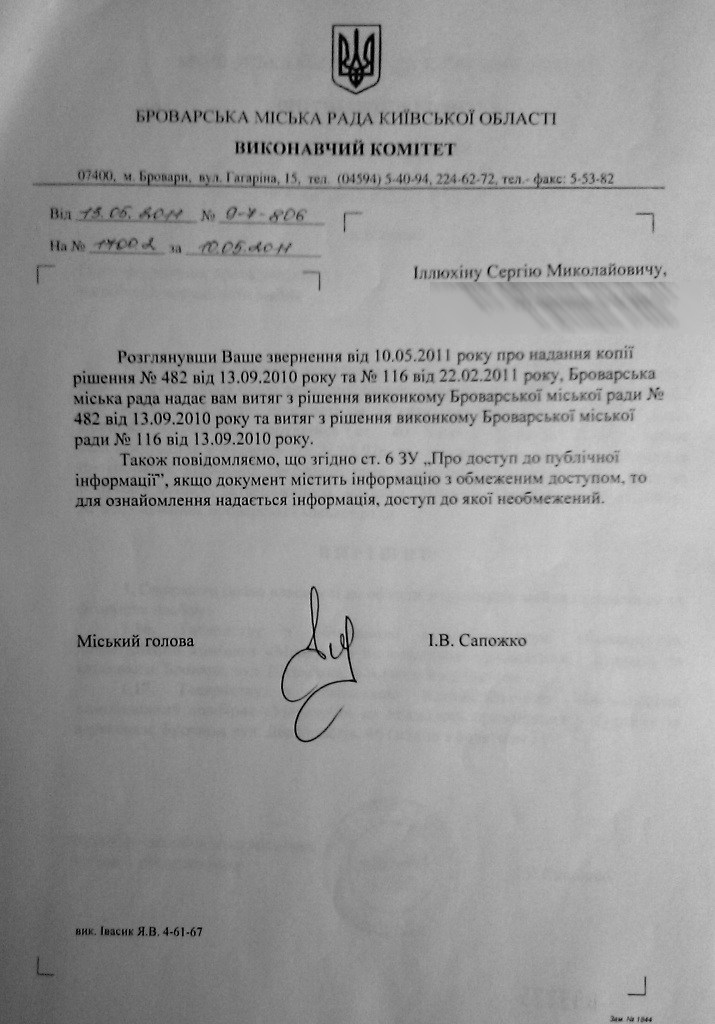 БРОВАРСЬКА МІСЬКА РАДА КИЇВСЬКОЇ ОБЛАСТІ
ВИКОНАВЧИЙ КОМІТЕТ
07400, м. Бровари, вул. Гагаріна, 15, тел. (04594) 5-40-94, 224-62-72, тел.- факс: 5-53-82
Від 13.05.2011 № 0-7-806
На № 17002 за 10.05.2011
Іллюхіну Сергію Миколайовичу,
Розглянувши Ваше звернення від 10.05.2011 року про надання копії
рішення № 482 від 13.09.2010 року та № 116 від 22.02.2011 року, Броварська
міська рада надає вам витяг з рішення виконкому Броварської міської ради №
482 від 13.09.2010 року та витяг з рішення виконкому Броварської міської
ради № 116 від 13.09.2010 року.
Також повідомляємо, що згідно ст. 6 ЗУ „Про доступ до публічної
інформації", якщо документ містить інформацію з обмеженим доступом, то
для ознайомлення надається інформація, доступ до якої необмежений.
Міський голова І.В. Сапожко
вик. Івасик Я.В. 4-61-67
Зам. № 1844